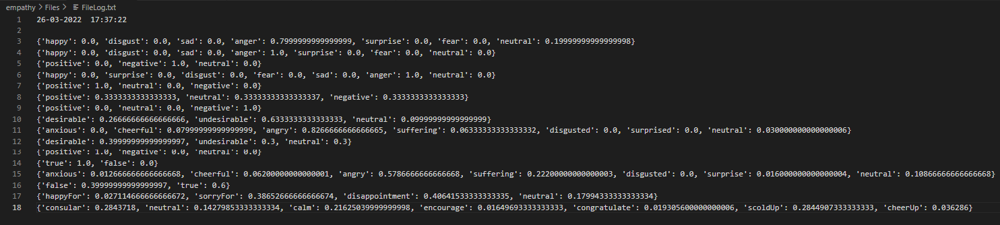 empathy > Files > FileLog.txt
1 26-03-2022 17:37:22
2
3 {'happy': 0.0, 'disgust': 0.0, 'sad': 0.0, 'anger': 0.7999999999999999, 'surprise': 0.0, 'fear': 0.0, 'neutral': 0.19999999999999998}
4 {'happy': 0.0, 'disgust': 0.0, 'sad': 0.0, 'anger': 1.0, 'surprise': 0.0, 'fear': 0.0, 'neutral': 0.0}
5 {'positive': 0.0, 'negative': 1.0, 'neutral': 0.0}
6 {'happy': 0.0, 'surprise': 0.0, 'disgust': 0.0, 'fear': 0.0, 'sad': 0.0, 'anger': 1.0, 'neutral': 0.0}
7 {'positive': 1.0, 'neutral': 0.0, 'negative': 0.0}
8 {'positive': 0.3333333333333333, 'neutral': 0.33333333333333337, 'negative': 0.3333333333333333}
9 {'positive': 0.0, 'neutral': 0.0, 'negative': 1.0}
10 {'desirable': 0.26666666666666666, 'undesirable': 0.6333333333333333, 'neutral': 0.09999999999999999}
11 {'anxious': 0.0, 'cheerful': 0.07999999999999999, 'angry': 0.8266666666666665, 'suffering': 0.06333333333333332, 'disgusted': 0.0, 'surprised': 0.0, 'neutral': 0.030000000000000006}
12 {'desirable': 0.39999999999999997, 'undesirable': 0.3, 'neutral': 0.3}
13 {'positive': 1.0, 'negative': 0.0, 'neutral': 0.0}
14 {'true': 1.0, 'false': 0.0}
15 {'anxious': 0.012666666666666668, 'cheerful': 0.06200000000000001, 'angry': 0.5786666666666668, 'suffering': 0.22200000000000003, 'disgusted': 0.0, 'surprise': 0.016000000000000004, 'neutral': 0.10866666666666668}
16 {'false': 0.39999999999999997, 'true': 0.6}
17 {'happyFor': 0.027114666666666672, 'sorryFor': 0.38652666666666674, 'disappointment': 0.40641533333333335, 'neutral': 0.17994333333333334}
18 {'consular': 0.2843718, 'neutral': 0.14279853333333334, 'calm': 0.21625039999999998, 'encourage': 0.01649693333333333, 'congratulate': 0.019305600000000006, 'scoldUp': 0.2844907333333333, 'cheerUp': 0.036286}